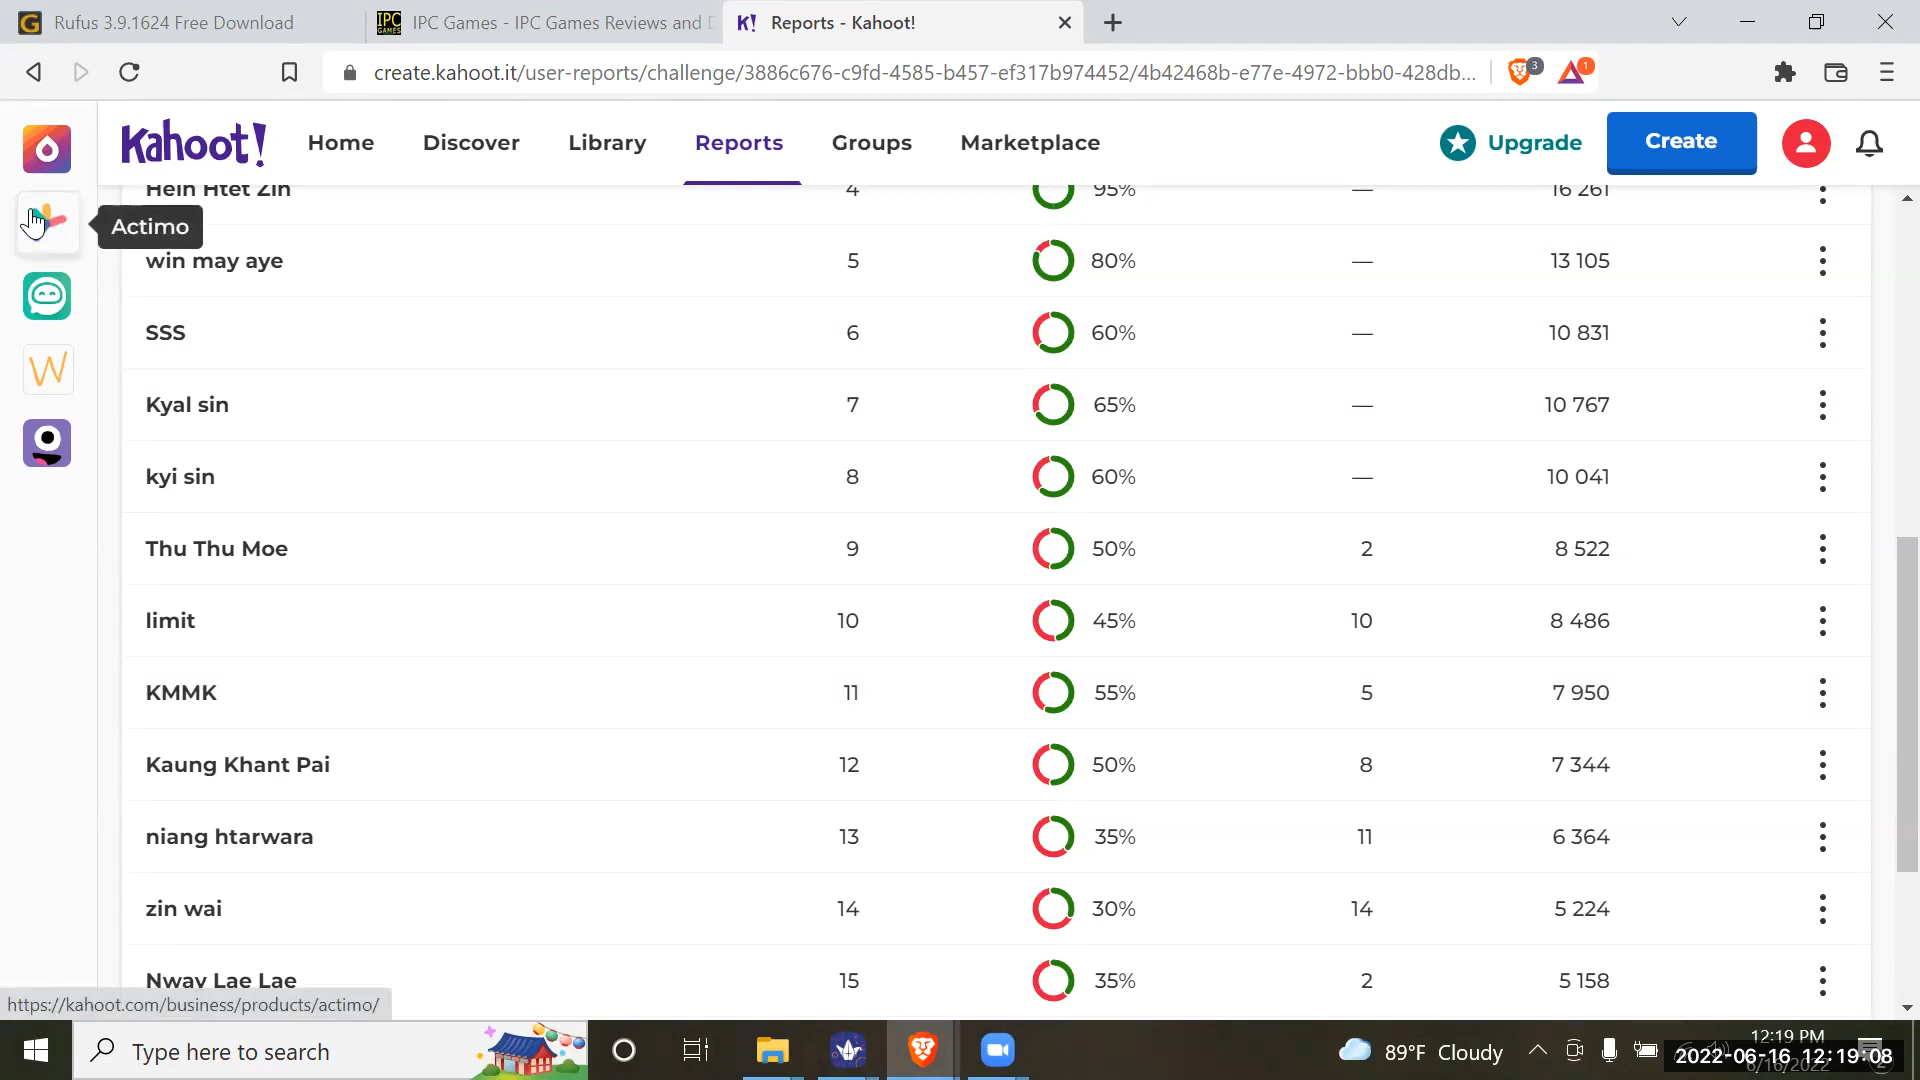 Rufus 3.9.1624 Free Download
IPC GAMES
IPC Games - IPC Games Reviews and D
K! Reports - Kahoot!
create.kahoot.it/user-reports/challenge/3886c676-c9fd-4585-b457-ef317b974452/4b42468b-e77e-4972-bbb0-428db...
3
1
Kahoot!
Home
Discover
Library
Reports
Groups
Marketplace
Upgrade
Create
Actimo
Hein Htet Zin 4 95% — 16 261
win may aye 5 80% — 13 105
SSS 6 60% — 10 831
Kyal sin 7 65% — 10 767
kyi sin 8 60% — 10 041
Thu Thu Moe 9 50% 2 8 522
limit 10 45% 10 8 486
KMMK 11 55% 5 7 950
Kaung Khant Pai 12 50% 8 7 344
niang htarwara 13 35% 11 6 364
zin wai 14 30% 14 5 224
Nway Lae Lae 15 35% 2 5 158
W
https://kahoot.com/business/products/actimo/
Type here to search
89°F Cloudy
12:19 PM
6/16/2022
2022-06-16 12:19:08